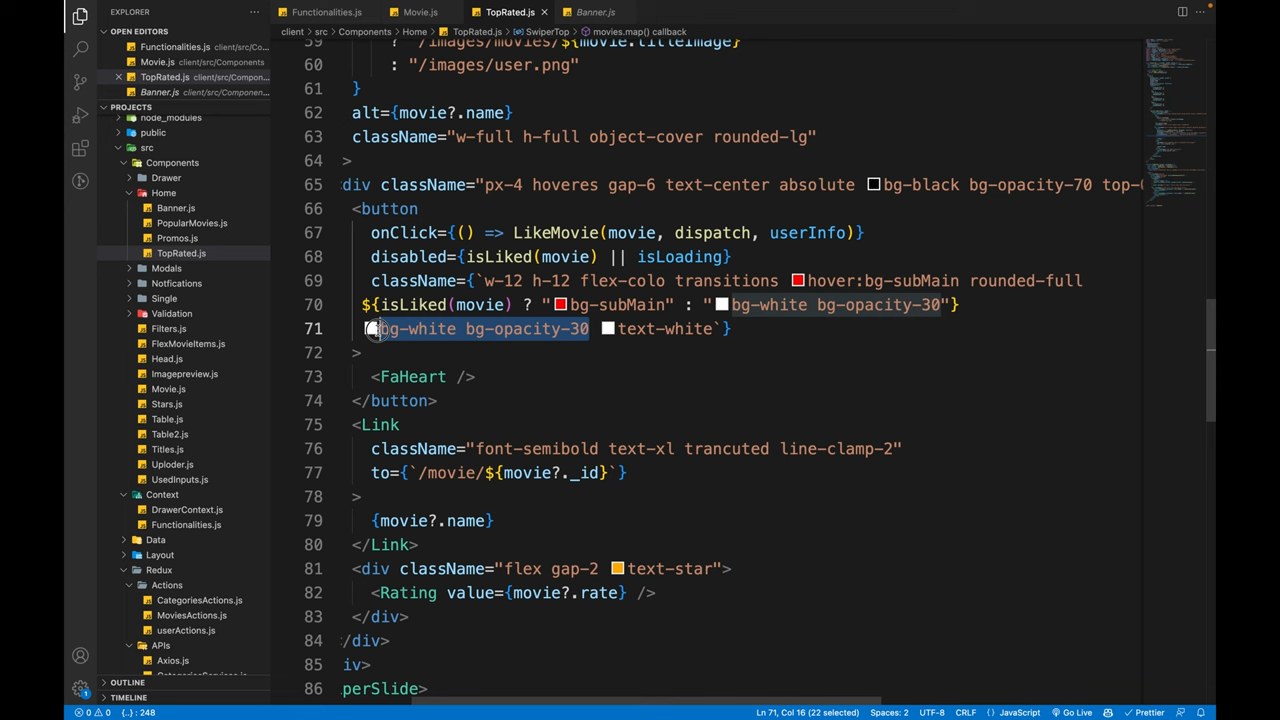 EXPLORER
OPEN EDITORS
Functionalities.js client/src/Co...
Movie.js client/src/Components
TopRated.js client/src/Compon...
Banner.js client/src/Componen...
PROJECTS
node_modules
public
src
Components
Drawer
Home
Banner.js
PopularMovies.js
Promos.js
TopRated.js
Modals
Notfications
Single
Validation
Filters.js
FlexMovieItems.js
Head.js
Imagepreview.js
Movie.js
Stars.js
Table.js
Table2.js
Titles.js
Uploder.js
UsedInputs.js
Context
DrawerContext.js
Functionalities.js
Data
Layout
Redux
Actions
CategoriesActions.js
MoviesActions.js
userActions.js
APIs
Axios.js
CategoriesServices.js
OUTLINE
TIMELINE
Functionalities.js Movie.js TopRated.js Banner.js
client > src > Components > Home > TopRated.js > SwiperTop > movies.map() callback
59 ? `/images/movies/${movie.titleImage}
60 : "/images/user.png"
61 }
62 alt={movie?.name}
63 className="w-full h-full object-cover rounded-lg"
64 >
65 div className="px-4 hoveres gap-6 text-center absolute bg-black bg-opacity-70 top-
66 <button
67 onClick={() => LikeMovie(movie, dispatch, userInfo)}
68 disabled={isLiked(movie) || isLoading}
69 className={`w-12 h-12 flex-colo transitions hover:bg-subMain rounded-full
70 ${isLiked(movie) ? "bg-subMain" : "bg-white bg-opacity-30"}
71 bg-white bg-opacity-30 text-white`}
72 >
73 <FaHeart />
74 </button>
75 <Link
76 className="font-semibold text-xl trancuted line-clamp-2"
77 to={`/movie/${movie?._id}`}
78 >
79 {movie?.name}
80 </Link>
81 <div className="flex gap-2 text-star">
82 <Rating value={movie?.rate} />
83 </div>
84 /div>
85 iv>
86 perSlide>
0 0 {..}: 248 Ln 71, Col 16 (22 selected) Spaces: 2 UTF-8 CRLF JavaScript Go Live Prettier